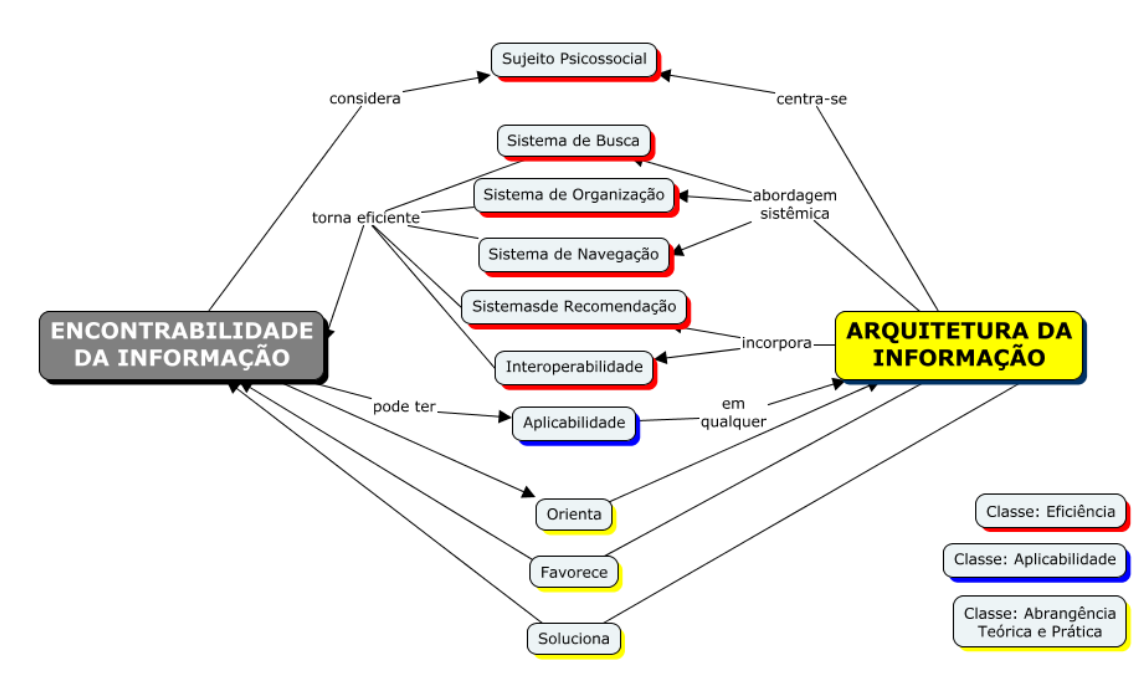 Sujeito Psicossocial
considera
centra-se
Sistema de Busca
Sistema de Organização
abordagem
sistêmica
torna eficiente
Sistema de Navegação
Sistemasde Recomendação
ENCONTRABILIDADE
DA INFORMAÇÃO
ARQUITETURA DA
INFORMAÇÃO
incorpora
Interoperabilidade
pode ter
Aplicabilidade
em
qualquer
Orienta
Classe: Eficiência
Favorece
Classe: Aplicabilidade
Classe: Abrangência
Teórica e Prática
Soluciona